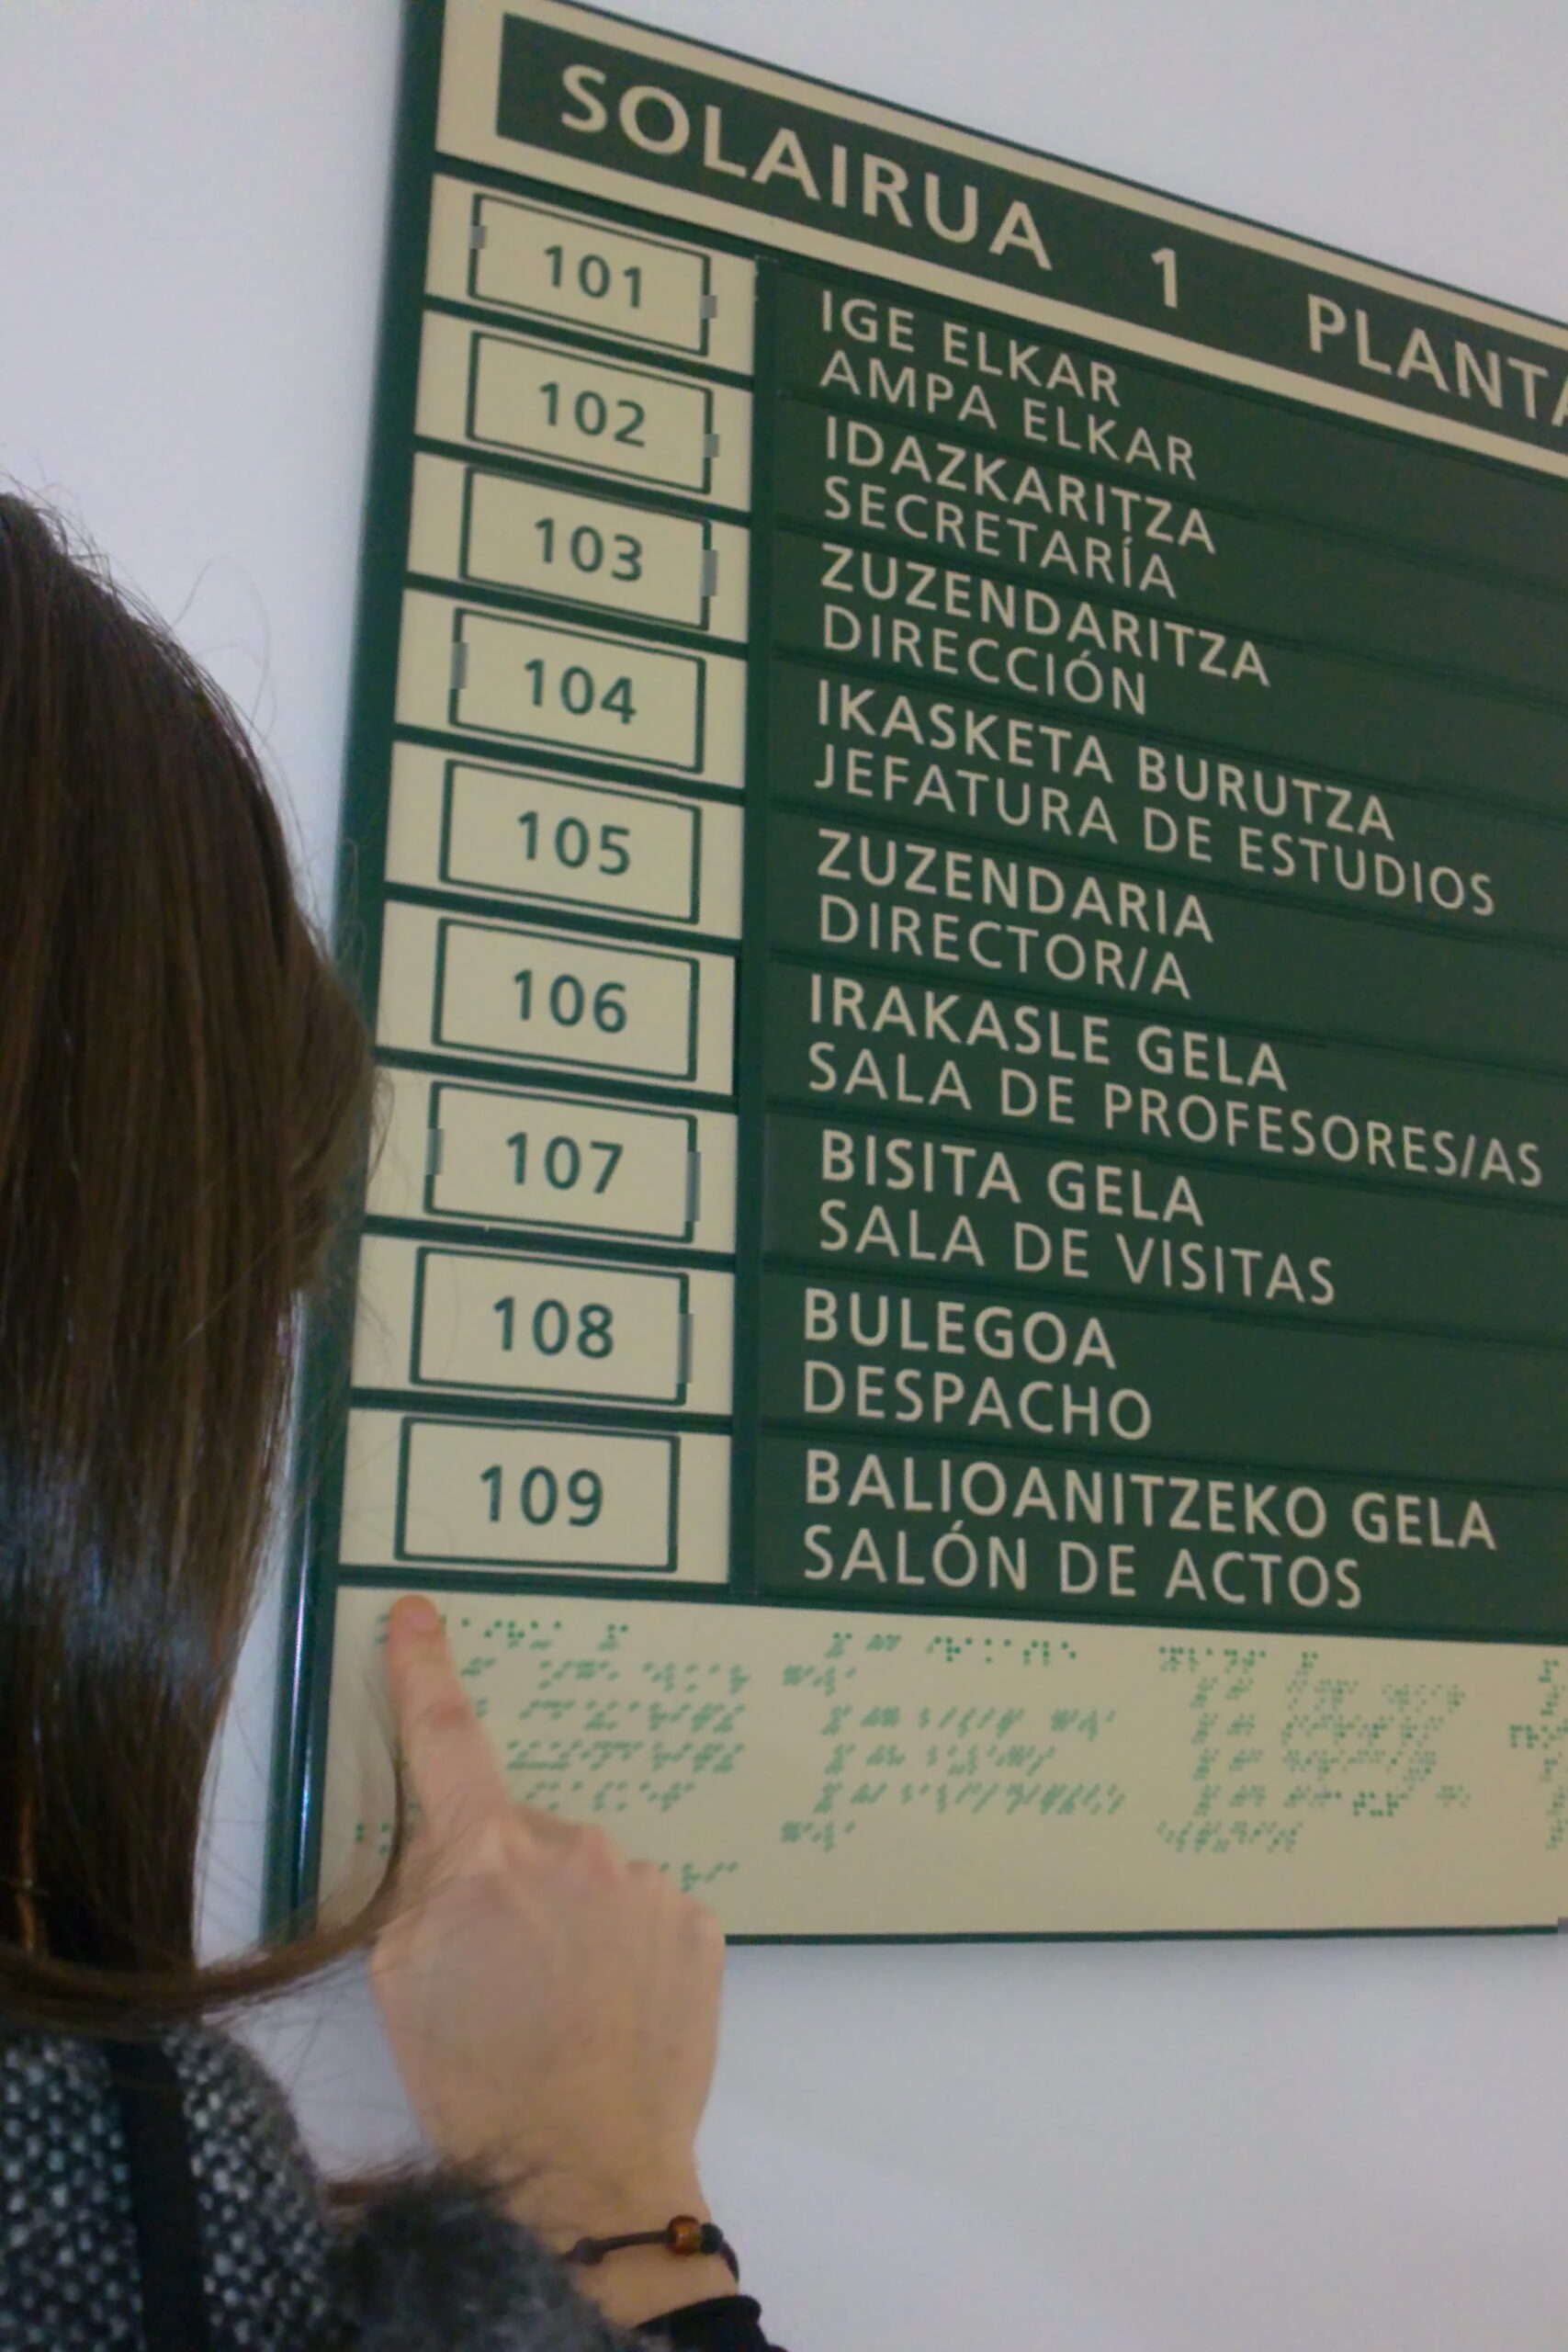 SOLAIRUA 1 PLANTA
101 IGE ELKAR
AMPA ELKAR
102 IDAZKARITZA
SECRETARÍA
103 ZUZENDARITZA
DIRECCIÓN
104 IKASKETA BURUTZA
JEFATURA DE ESTUDIOS
105 ZUZENDARIA
DIRECTOR/A
106 IRAKASLE GELA
SALA DE PROFESORES/AS
107 BISITA GELA
SALA DE VISITAS
108 BULEGOA
DESPACHO
109 BALIOANITZEKO GELA
SALÓN DE ACTOS